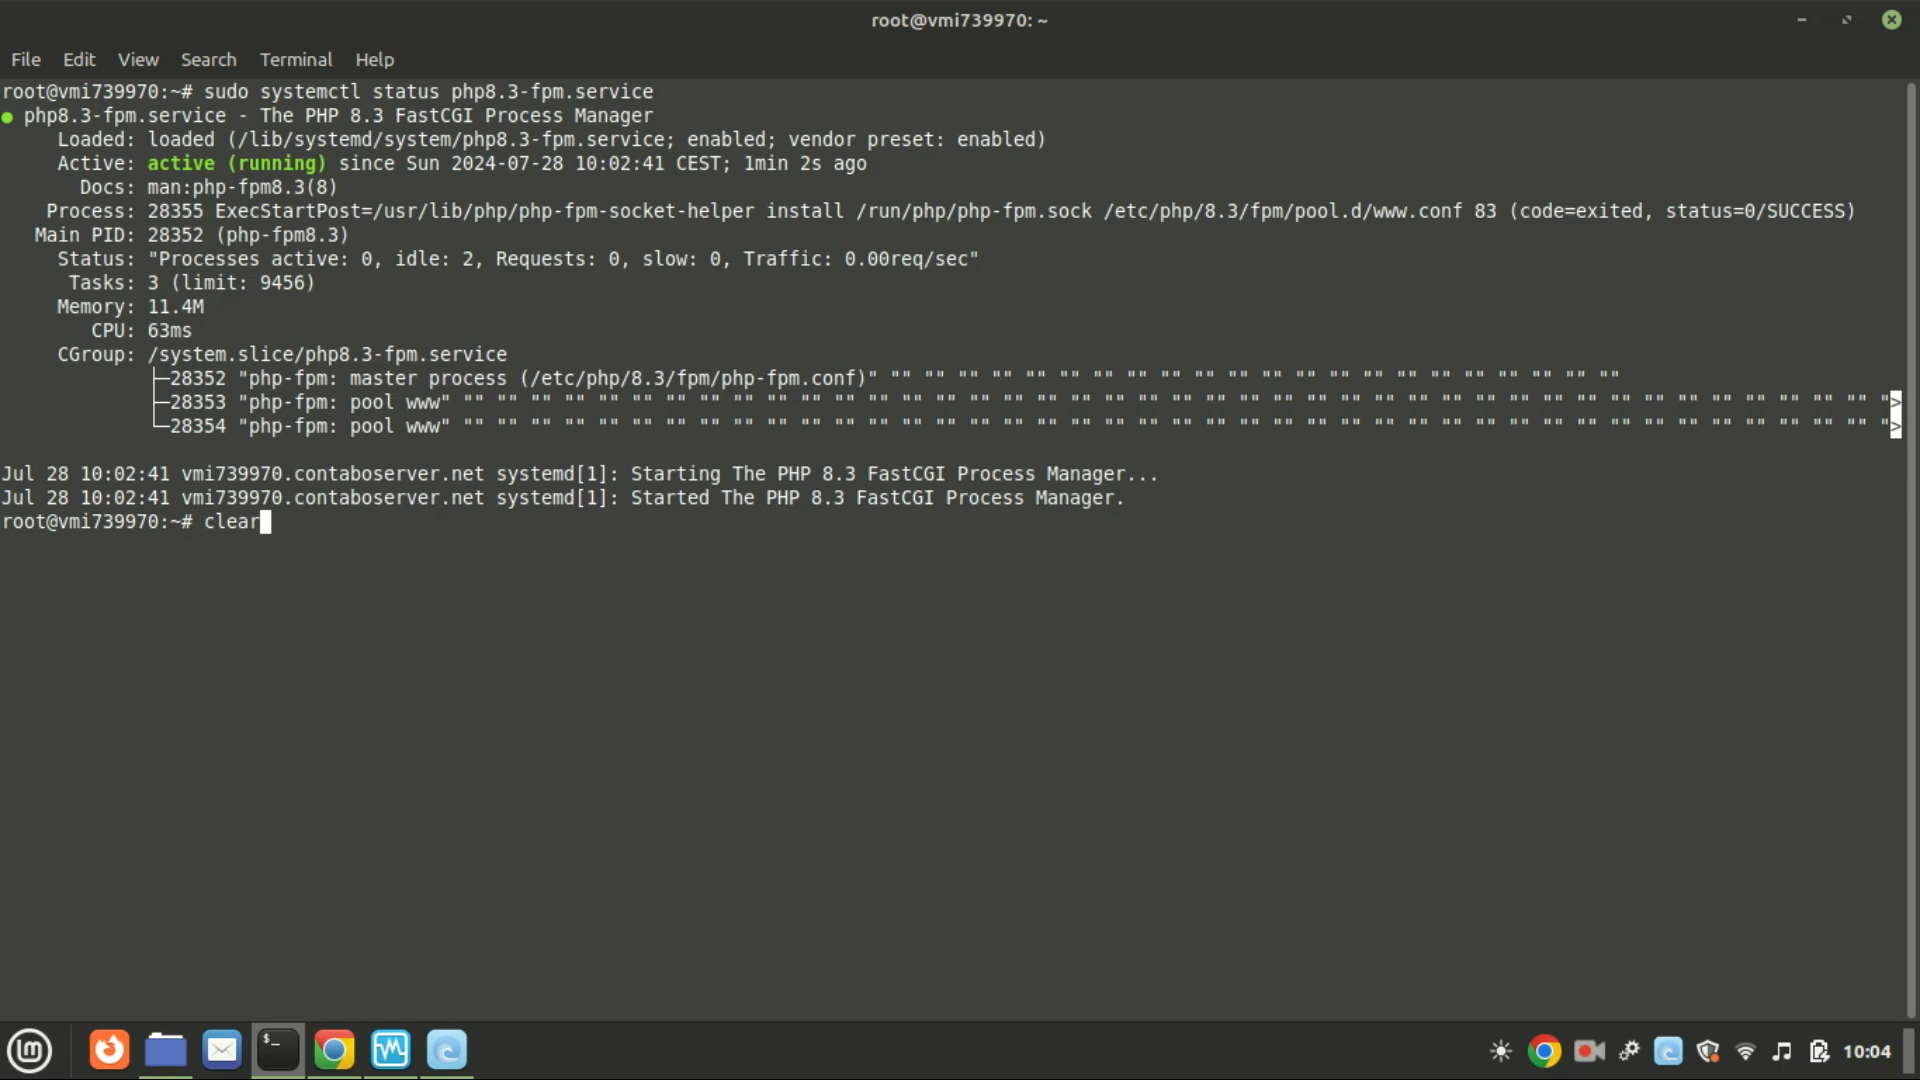 root@vmi739970: ~
File Edit View Search Terminal Help
root@vmi739970:~# sudo systemctl status php8.3-fpm.service
● php8.3-fpm.service - The PHP 8.3 FastCGI Process Manager
Loaded: loaded (/lib/systemd/system/php8.3-fpm.service; enabled; vendor preset: enabled)
Active: active (running) since Sun 2024-07-28 10:02:41 CEST; 1min 2s ago
Docs: man:php-fpm8.3(8)
Process: 28355 ExecStartPost=/usr/lib/php/php-fpm-socket-helper install /run/php/php-fpm.sock /etc/php/8.3/fpm/pool.d/www.conf 83 (code=exited, status=0/SUCCESS)
Main PID: 28352 (php-fpm8.3)
Status: "Processes active: 0, idle: 2, Requests: 0, slow: 0, Traffic: 0.00req/sec"
Tasks: 3 (limit: 9456)
Memory: 11.4M
CPU: 63ms
CGroup: /system.slice/php8.3-fpm.service
├─28352 "php-fpm: master process (/etc/php/8.3/fpm/php-fpm.conf)" "" "" "" "" "" "" "" "" "" "" "" "" "" "" "" "" "" "" "" "" "" ""
├─28353 "php-fpm: pool www" "" "" "" "" "" "" "" "" "" "" "" "" "" "" "" "" "" "" "" "" "" "" "" "" "" "" "" "" "" "" "" "" "" "" "" "" "" "" "" "" "" "" ">
└─28354 "php-fpm: pool www" "" "" "" "" "" "" "" "" "" "" "" "" "" "" "" "" "" "" "" "" "" "" "" "" "" "" "" "" "" "" "" "" "" "" "" "" "" "" "" "" "" "" ">
Jul 28 10:02:41 vmi739970.contaboserver.net systemd[1]: Starting The PHP 8.3 FastCGI Process Manager...
Jul 28 10:02:41 vmi739970.contaboserver.net systemd[1]: Started The PHP 8.3 FastCGI Process Manager.
root@vmi739970:~# clear
10:04